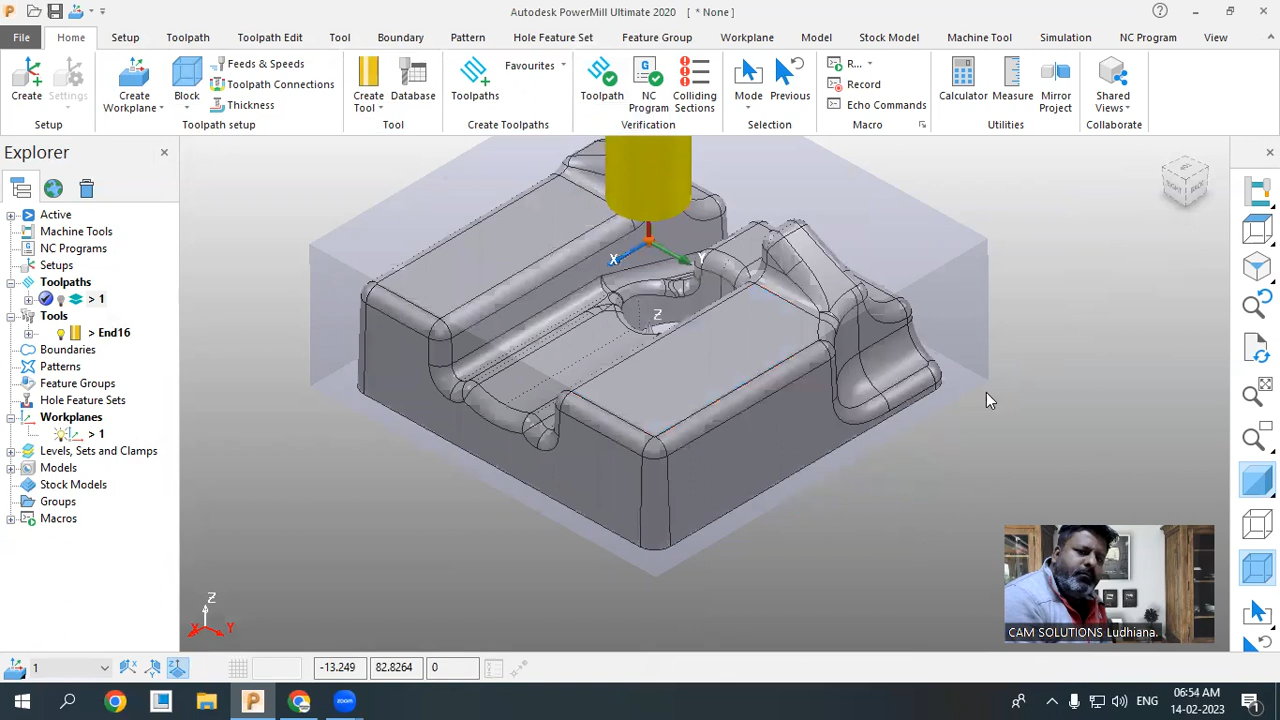 Autodesk PowerMill Ultimate 2020    [ * None ]
File Home Setup Toolpath Toolpath Edit Tool Boundary Pattern Hole Feature Set Feature Group Workplane Model Stock Model Machine Tool Simulation NC Program View
Create
Settings
Setup
Create Workplane
Block
Feeds & Speeds
Toolpath Connections
Thickness
Toolpath setup
Create Tool
Database
Tool
Toolpaths
Favourites
Create Toolpaths
Toolpath
NC Program
Colliding Sections
Verification
Mode
Previous
Selection
R...
Record
Echo Commands
Macro
Calculator
Measure
Mirror Project
Utilities
Shared Views
Collaborate
Explorer
Active
Machine Tools
NC Programs
Setups
Toolpaths
> 1
Tools
> End16
Boundaries
Patterns
Feature Groups
Hole Feature Sets
Workplanes
> 1
Levels, Sets and Clamps
Models
Stock Models
Groups
Macros
X
Y
Z
Z
X
Y
CAM SOLUTIONS Ludhiana.
1
-13.249
82.8264
0
ENG
06:54 AM
14-02-2023